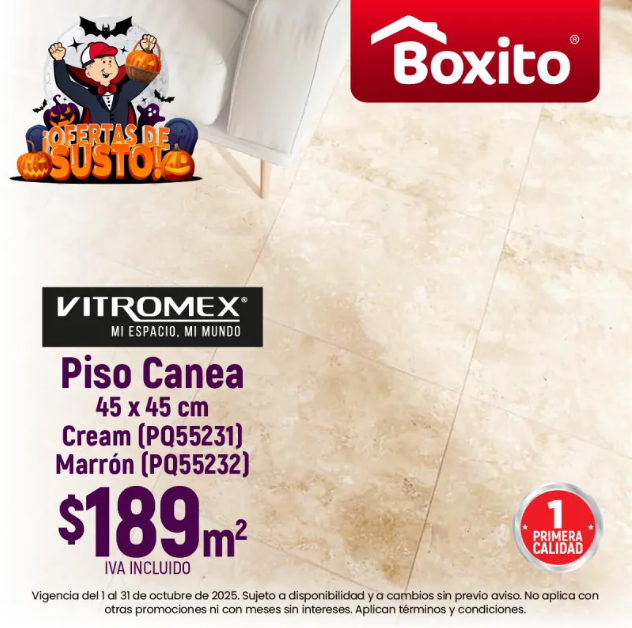 Boxito®
¡OFERTAS DE
SUSTO!
VITROMEX®
MI ESPACIO, MI MUNDO
Piso Canea
45 x 45 cm
Cream (PQ55231)
Marrón (PQ55232)
$189 m²
IVA INCLUIDO
1
PRIMERA
CALIDAD
Vigencia del 1 al 31 de octubre de 2025. Sujeto a disponibilidad y a cambios sin previo aviso. No aplica con
otras promociones ni con meses sin intereses. Aplican términos y condiciones.